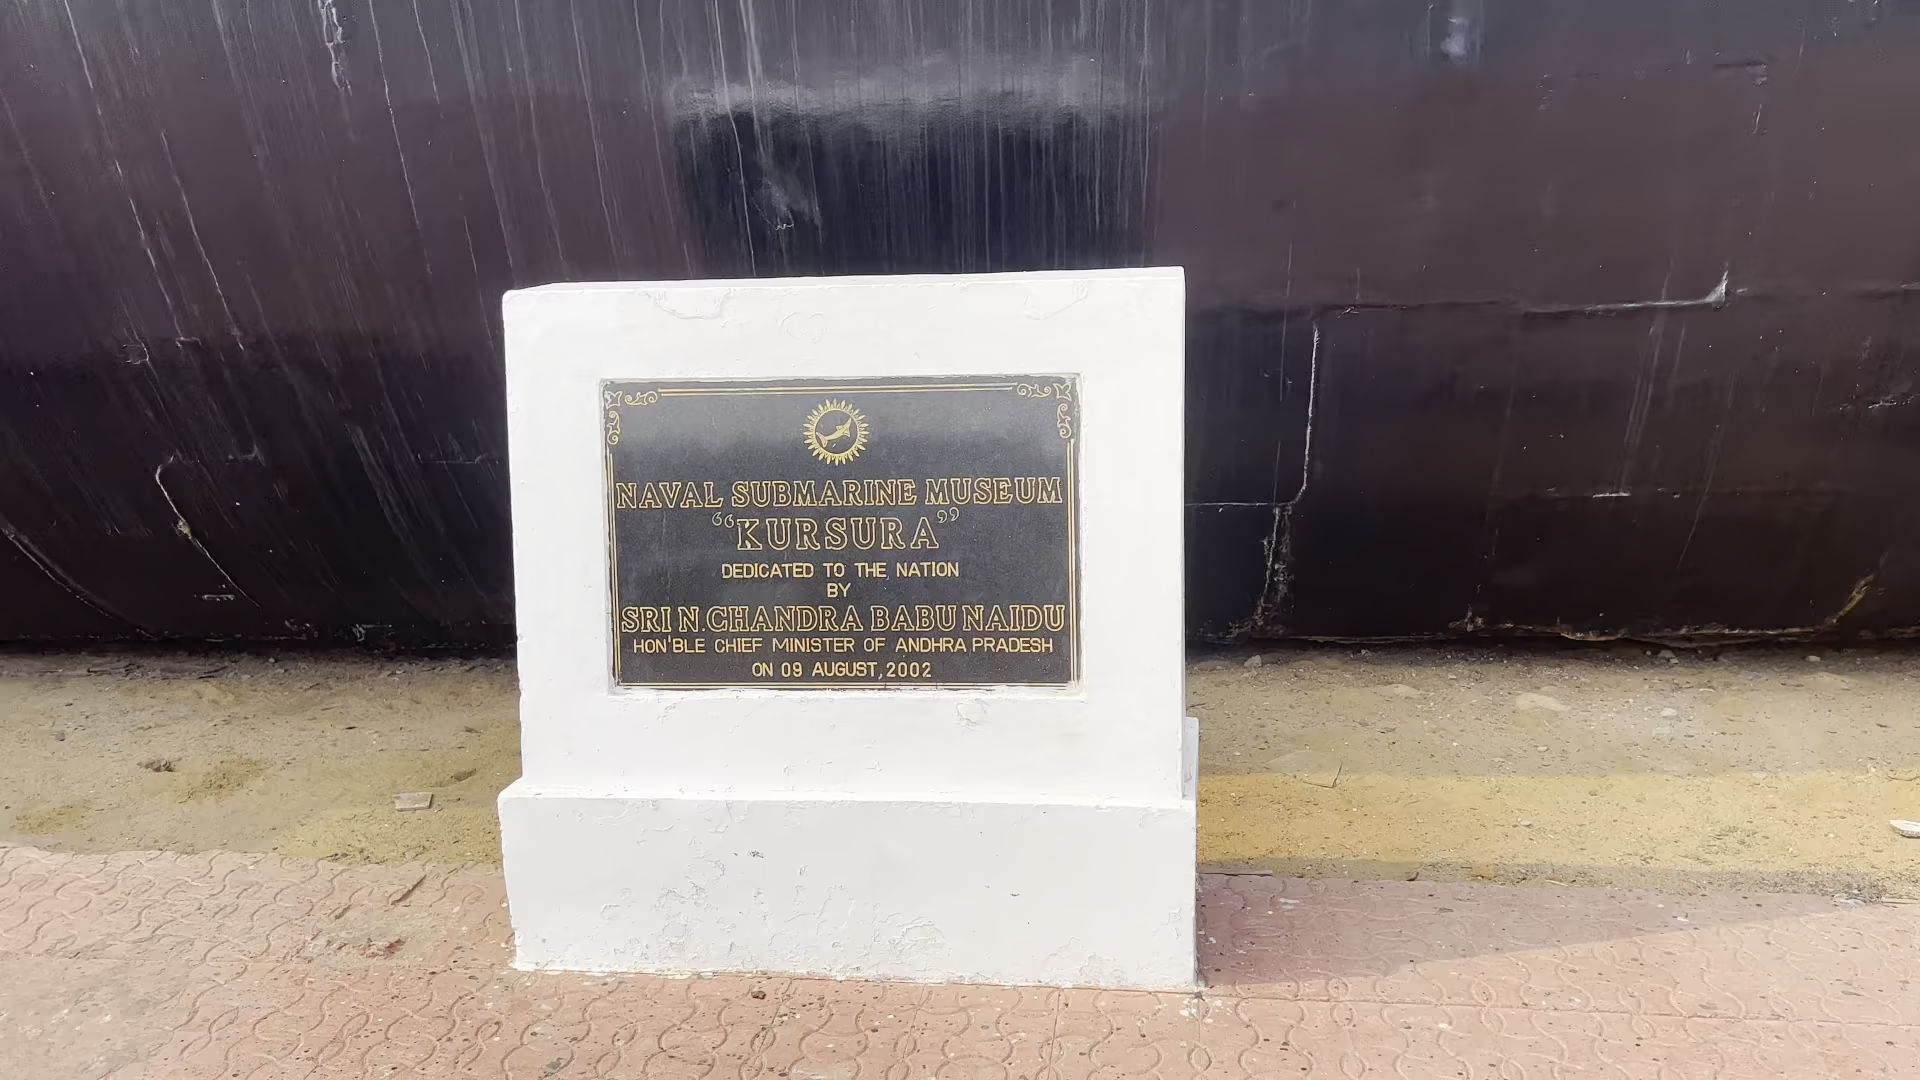 NAVAL SUBMARINE MUSEUM
“KURSURA”
DEDICATED TO THE NATION
BY
SRI N. CHANDRA BABU NAIDU
HON'BLE CHIEF MINISTER OF ANDHRA PRADESH
ON 09 AUGUST, 2002